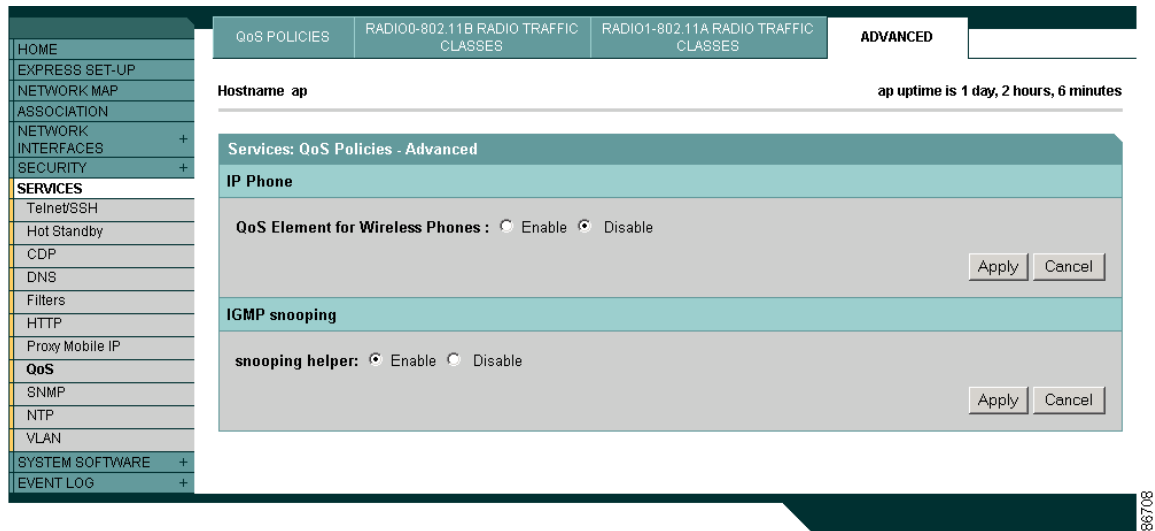 QoS POLICIES
RADIO0-802.11B RADIO TRAFFIC
CLASSES
RADIO1-802.11A RADIO TRAFFIC
CLASSES
ADVANCED
HOME
EXPRESS SET-UP
NETWORK MAP
ASSOCIATION
NETWORK
INTERFACES +
SECURITY +
SERVICES
Telnet/SSH
Hot Standby
CDP
DNS
Filters
HTTP
Proxy Mobile IP
QoS
SNMP
NTP
VLAN
SYSTEM SOFTWARE +
EVENT LOG +
Hostname ap
ap uptime is 1 day, 2 hours, 6 minutes
Services: QoS Policies - Advanced
IP Phone
QoS Element for Wireless Phones : Enable Disable
Apply Cancel
IGMP snooping
snooping helper: Enable Disable
Apply Cancel
86708